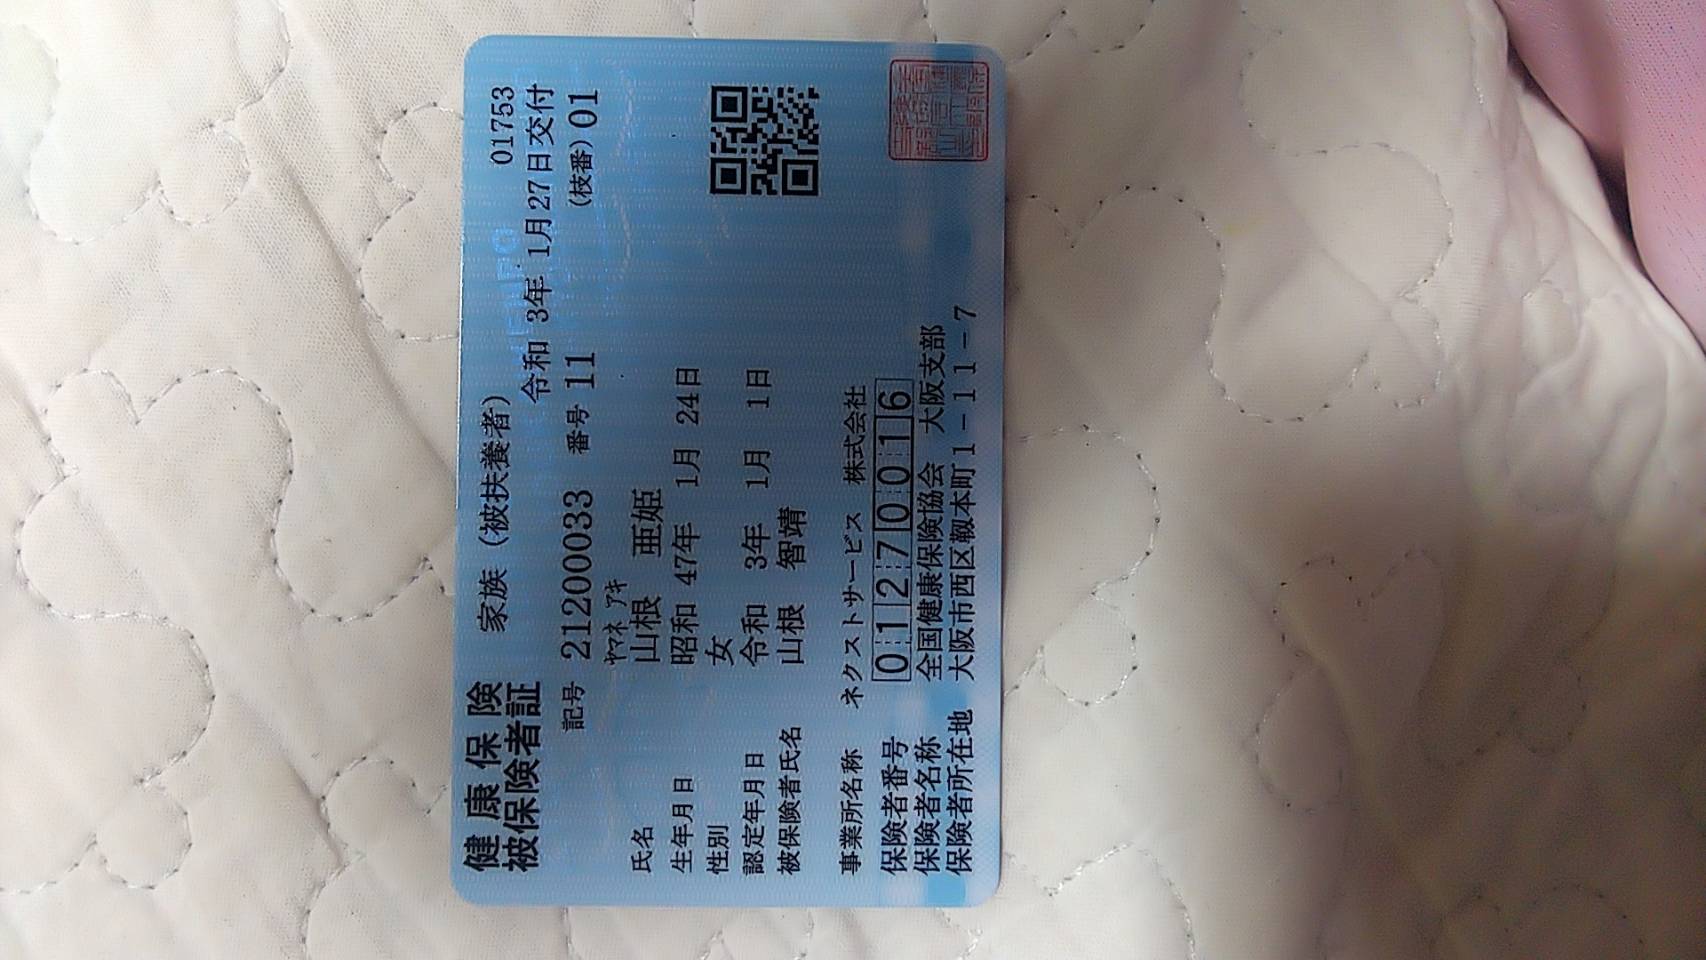 健康保険 家族（被扶養者） 01753
被保険者証 令和 3年 1月27日交付
記号 21200033 番号 11 (枝番) 01
ヤマネ アキ
氏名 山根 亜姫
生年月日 昭和 47年 1月 24日
性別 女
認定年月日 令和 3年 1月 1日
被保険者氏名 山根 智靖
事業所名称 ネクストサービス 株式会社
保険者番号 01270016
保険者名称 全国健康保険協会 大阪支部
保険者所在地 大阪市西区靱本町1-11-7